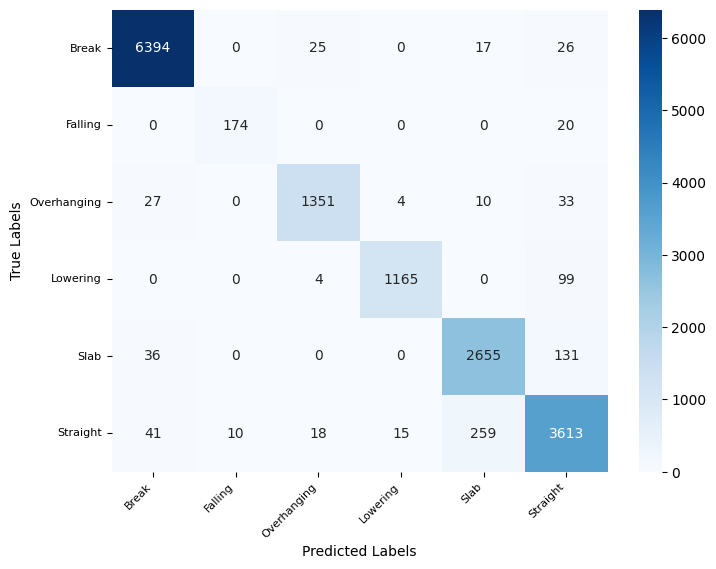 Break 6394 0 25 0 17 26 6000
Falling 0 174 0 0 0 20 5000
Overhanging 27 0 1351 4 10 33 4000
Lowering 0 0 4 1165 0 99 3000
Slab 36 0 0 0 2655 131 2000
1000
Straight 41 10 18 15 259 3613
0
True Labels
Break Falling Overhanging Lowering Slab Straight
Predicted Labels